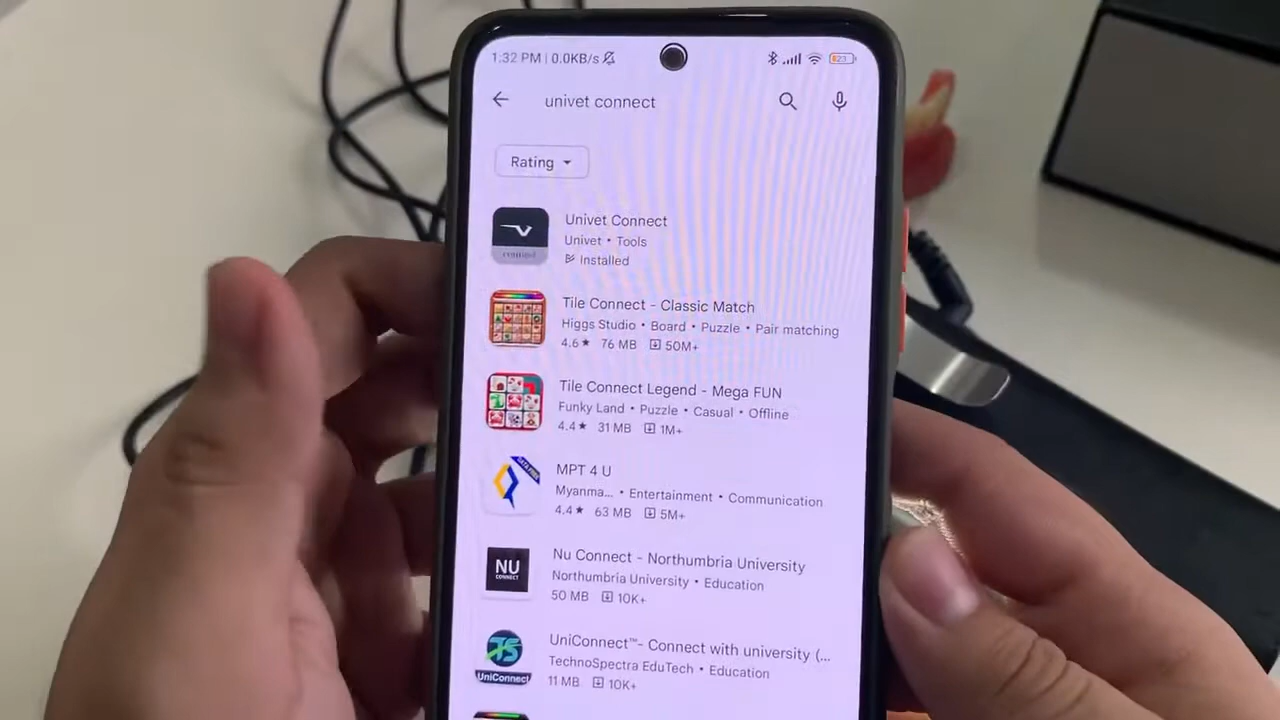 1:32 PM | 0.0KB/s 23
univet connect
Rating
Univet Connect
Univet • Tools
Installed
connect
Tile Connect - Classic Match
Higgs Studio • Board • Puzzle • Pair matching
4.6★ 76 MB 50M+
Tile Connect Legend - Mega FUN
Funky Land • Puzzle • Casual • Offline
4.4★ 31 MB 1M+
MPT 4 U
Myanma... • Entertainment • Communication
4.4★ 63 MB 5M+
NU
CONNECT
Nu Connect - Northumbria University
Northumbria University • Education
50 MB 10K+
UniConnect
UniConnect™- Connect with university (...
TechnoSpectra EduTech • Education
11 MB 10K+